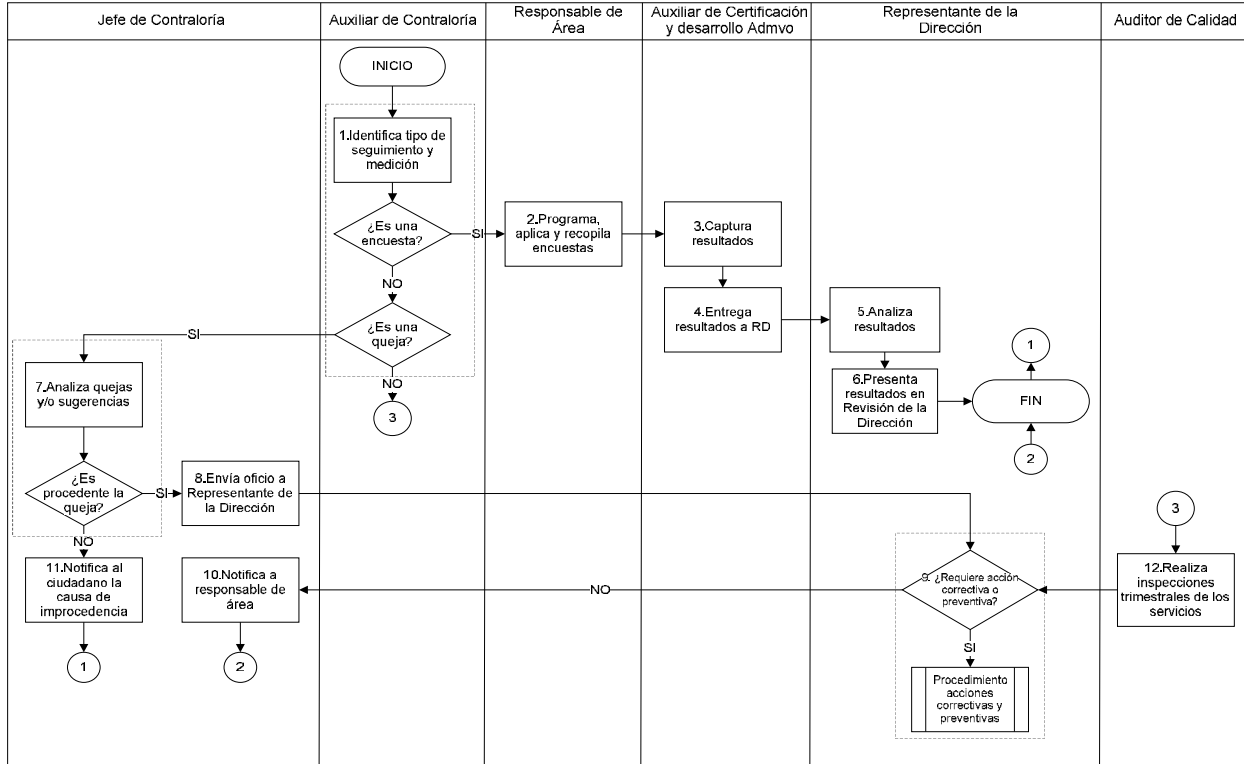 Jefe de Contraloría
Auxiliar de Contraloría
Responsable de
Área
Auxiliar de Certificación
y desarrollo Admvo
Representante de la
Dirección
Auditor de Calidad
INICIO
1.Identifica tipo de
seguimiento y
medición
¿Es una
encuesta?
SI
2.Programa,
aplica y recopila
encuestas
3.Captura
resultados
NO
4.Entrega
resultados a RD
5.Analiza
resultados
¿Es una
queja?
SI
NO
3
1
6.Presenta
resultados en
Revisión de la
Dirección
FIN
2
7.Analiza quejas
y/o sugerencias
¿Es
procedente la
queja?
SI
8.Envía oficio a
Representante de
la Dirección
3
NO
11.Notifica al
ciudadano la
causa de
improcedencia
10.Notifica a
responsable de
área
NO
9. ¿Requiere acción
correctiva o
preventiva?
12.Realiza
inspecciones
trimestrales de los
servicios
1
2
SI
Procedimiento
acciones
correctivas y
preventivas